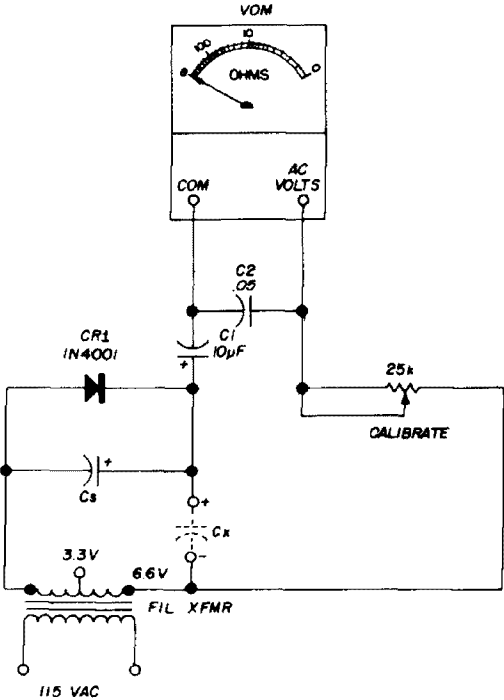 VOM
∞ 100 10 0
OHMS
COM
AC
VOLTS
C2
.05
C1
10µF
+
CR1
1N4001
25k
CALIBRATE
+
Cs
+
Cx
-
3.3V
6.6V
FIL XFMR
115 VAC